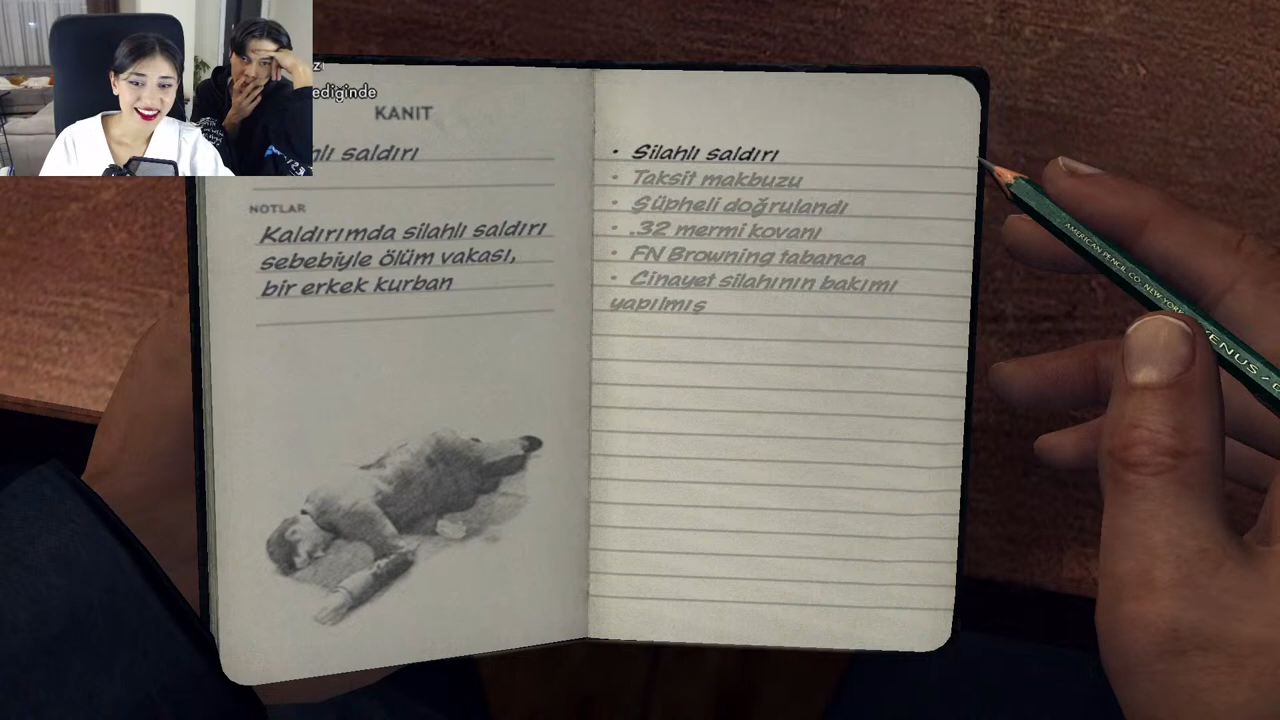 ediğinde
KANIT
hlı saldırı
NOTLAR
Kaldırımda silahlı saldırı
sebebiyle ölüm vakası,
bir erkek kurban
• Silahlı saldırı
• Taksit makbuzu
• Şüpheli doğrulandı
• .32 mermi kovanı
• FN Browning tabanca
• Cinayet silahının bakımı
yapılmış
AMERICAN PENCIL CO. NEW YORK
VENUS